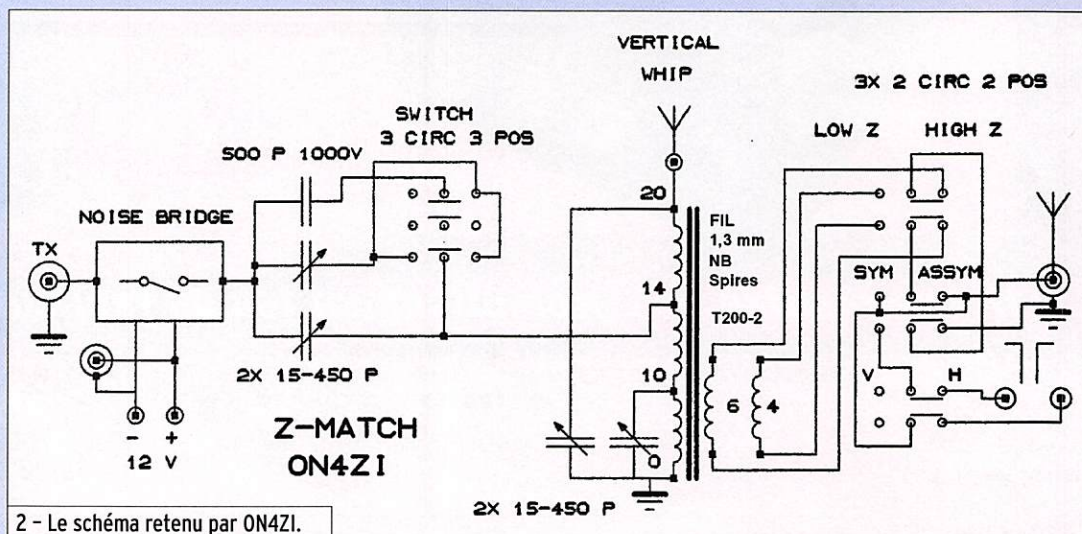 VERTICAL
WHIP
3X 2 CIRC 2 POS
SWITCH
3 CIRC 3 POS
LOW Z HIGH Z
500 P 1000V
NOISE BRIDGE
TX
20
FIL
1,3 mm
NB
Spires
SYM ASSYM
14
T200-2
2X 15-450 P
10
V H
6 4
- +
12 V
Z-MATCH
ON4ZI
0
2X 15-450 P
2 – Le schéma retenu par ON4ZI.